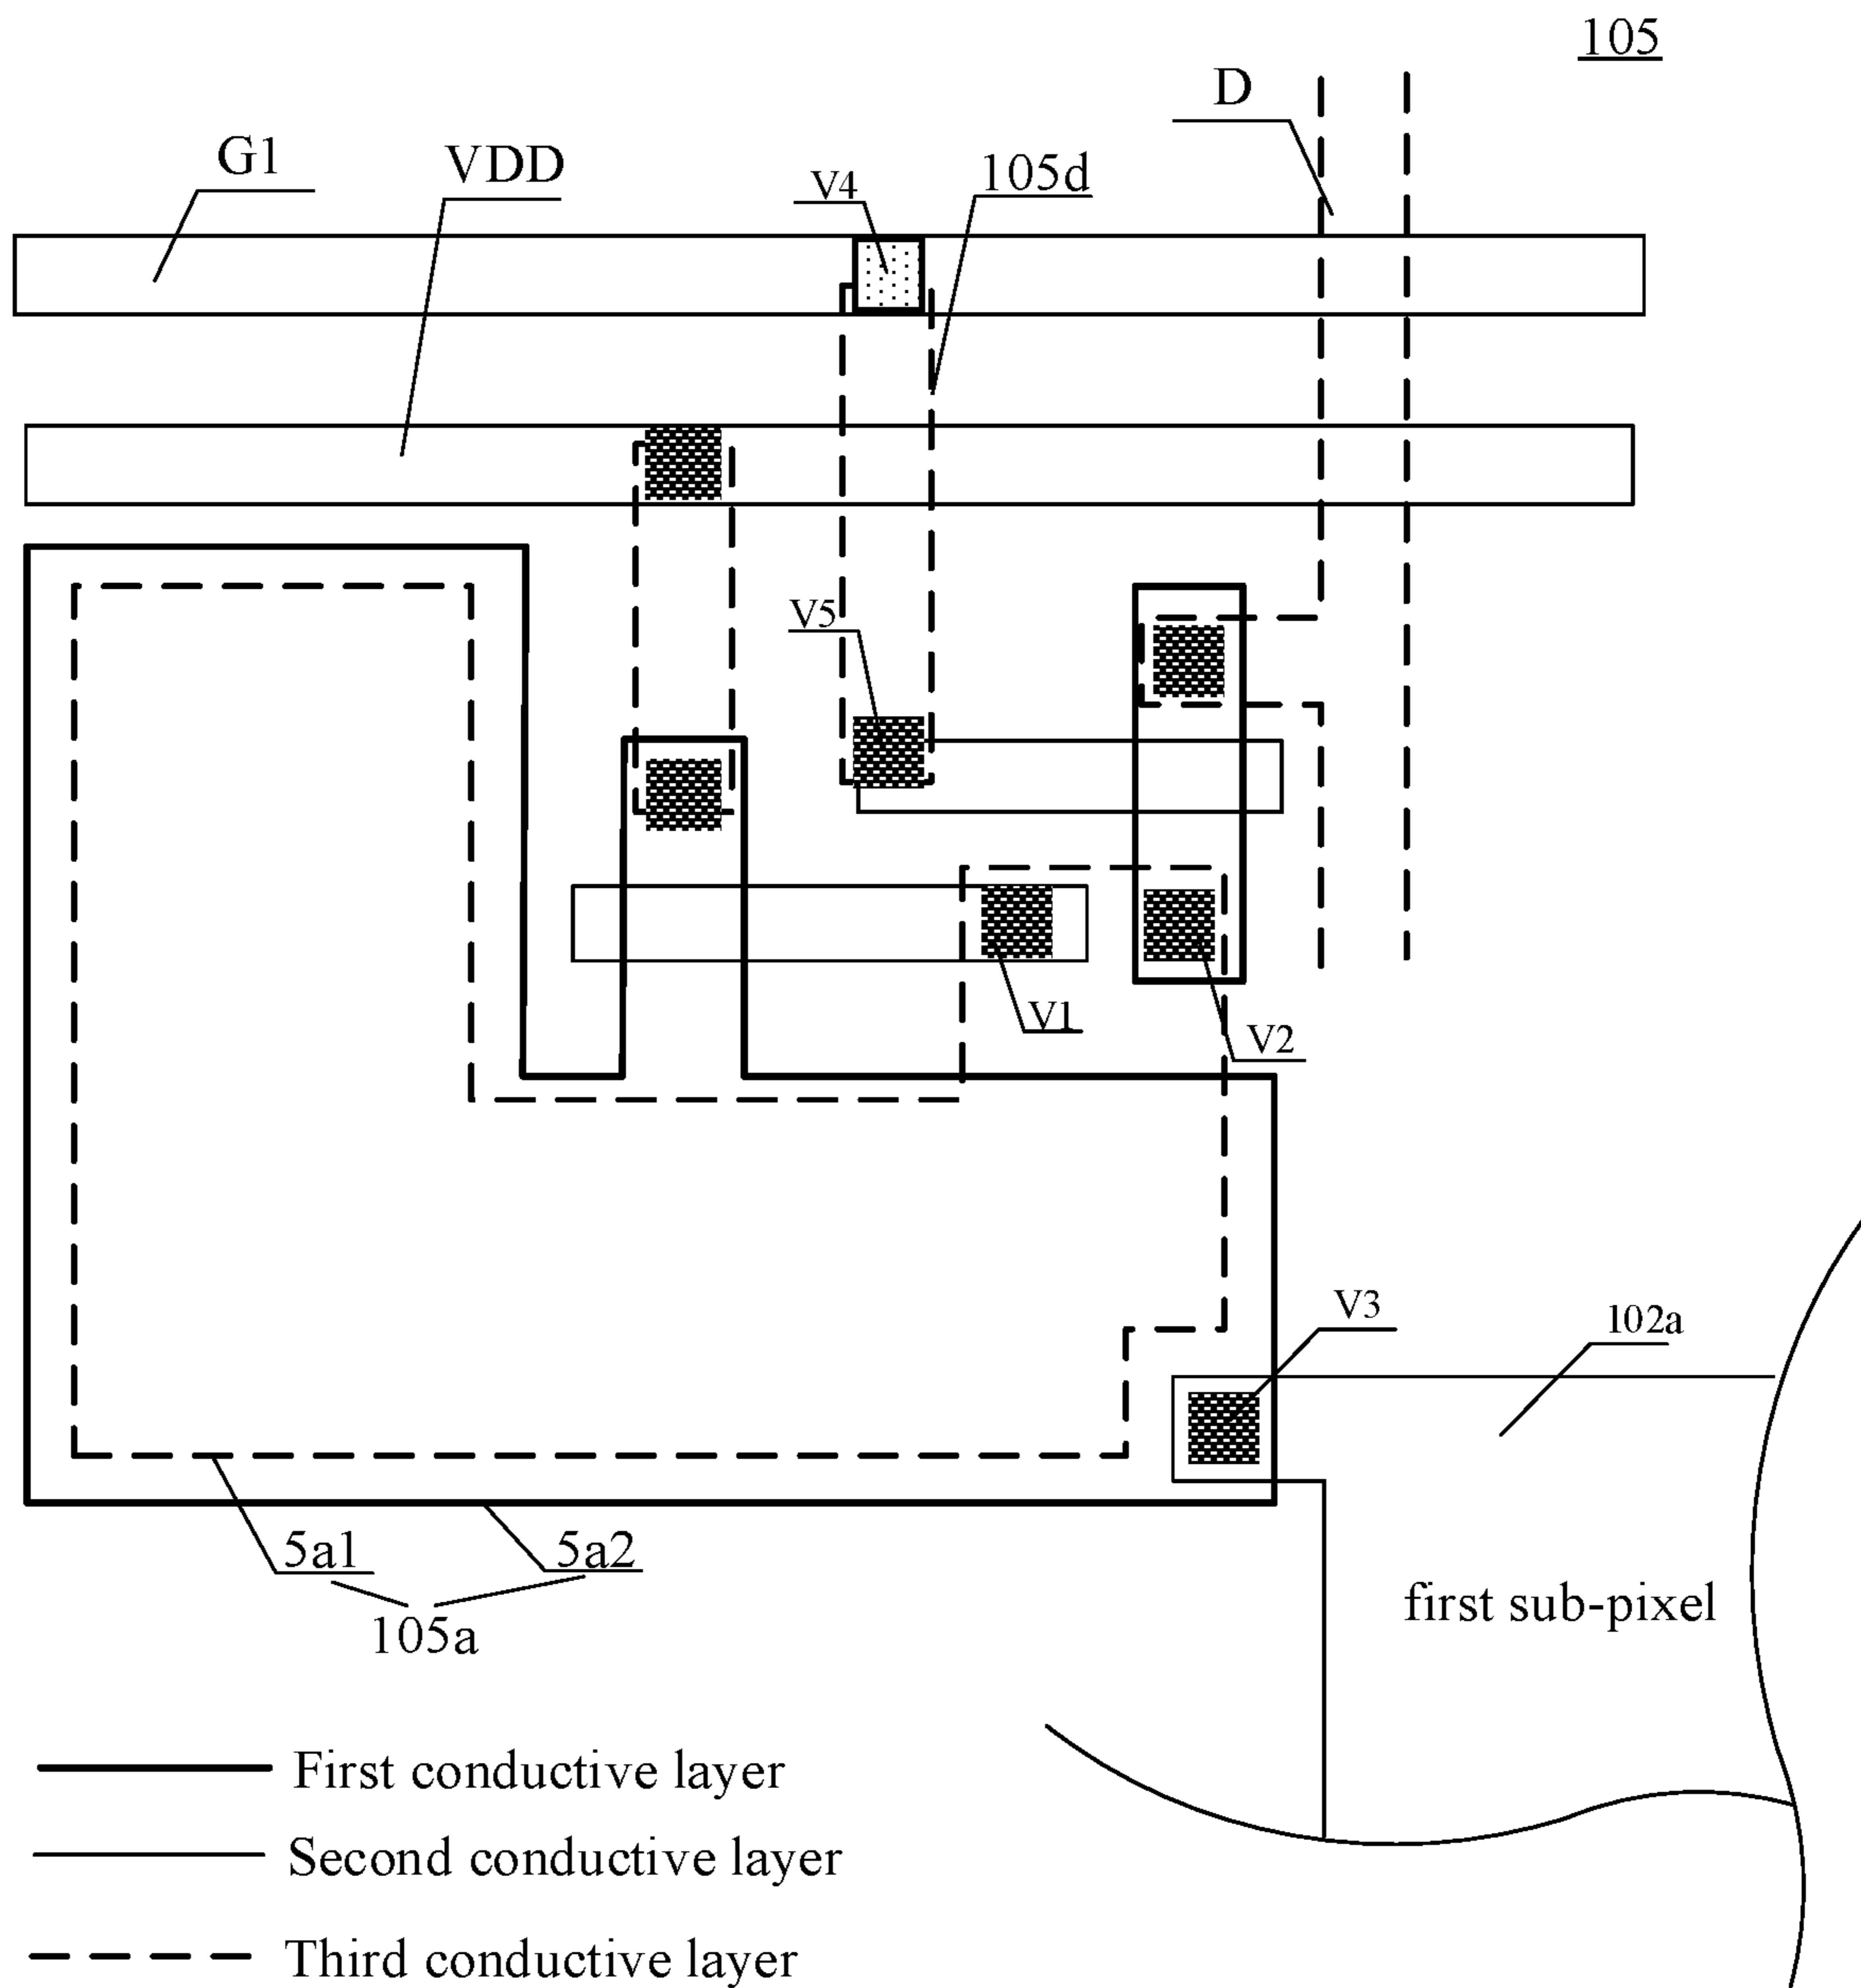 105
D
G1
VDD
V4
105d
V5
V1
V2
V3
102a
5a1
5a2
105a
first sub-pixel
First conductive layer
Second conductive layer
Third conductive layer